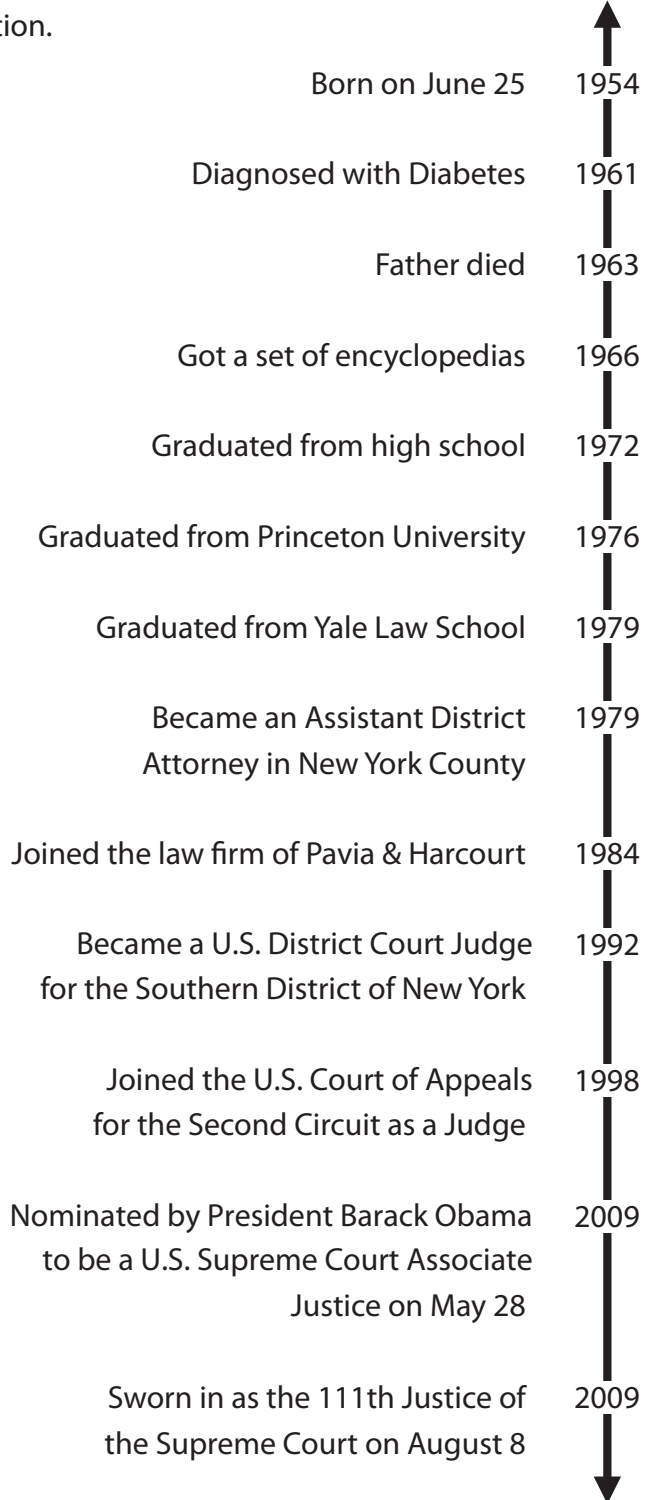 tion.
Born on June 25 1954
Diagnosed with Diabetes 1961
Father died 1963
Got a set of encyclopedias 1966
Graduated from high school 1972
Graduated from Princeton University 1976
Graduated from Yale Law School 1979
Became an Assistant District 1979
Attorney in New York County
Joined the law firm of Pavia & Harcourt 1984
Became a U.S. District Court Judge 1992
for the Southern District of New York
Joined the U.S. Court of Appeals 1998
for the Second Circuit as a Judge
Nominated by President Barack Obama 2009
to be a U.S. Supreme Court Associate
Justice on May 28
Sworn in as the 111th Justice of 2009
the Supreme Court on August 8